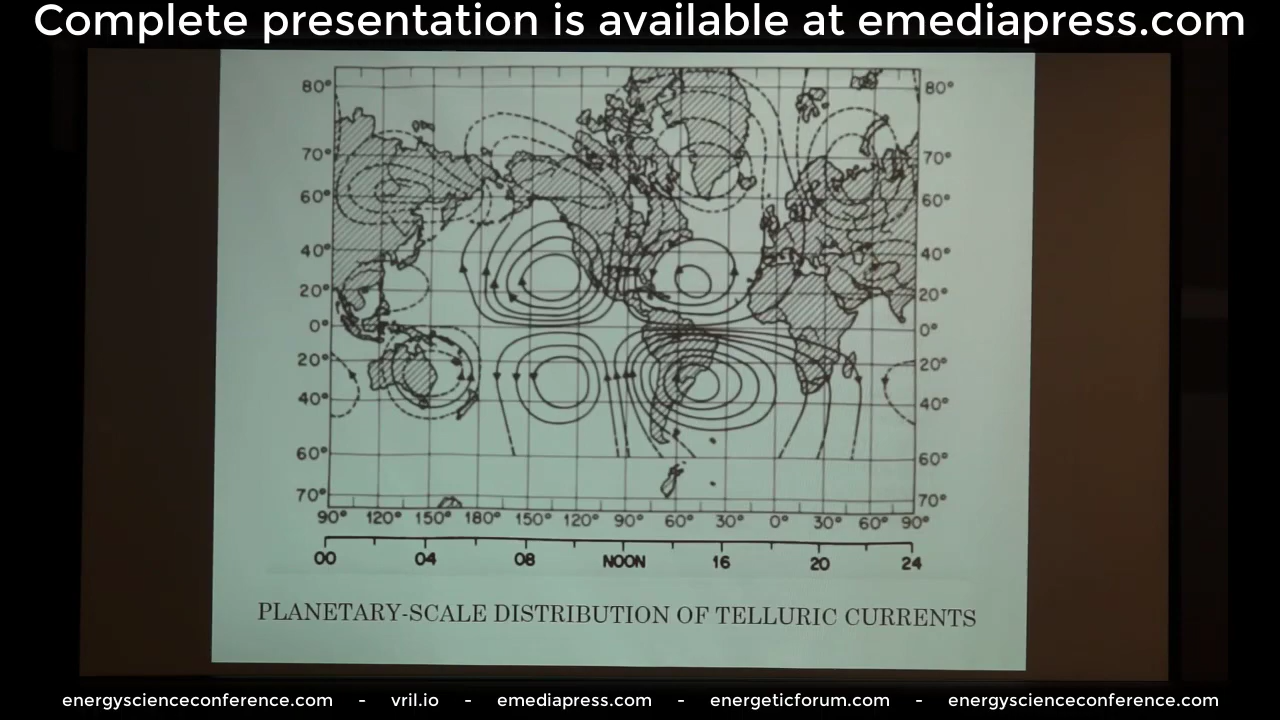 Complete presentation is available at emediapress.com
80° 80°
70° 70°
60° 60°
40° 40°
20° 20°
0° 0°
20° 20°
40° 40°
60° 60°
70° 70°
90° 120° 150° 180° 150° 120° 90° 60° 30° 0° 30° 60° 90°
00 04 08 NOON 16 20 24
PLANETARY-SCALE DISTRIBUTION OF TELLURIC CURRENTS
energyscienceconference.com - vril.io - emediapress.com - energeticforum.com - energyscienceconference.com